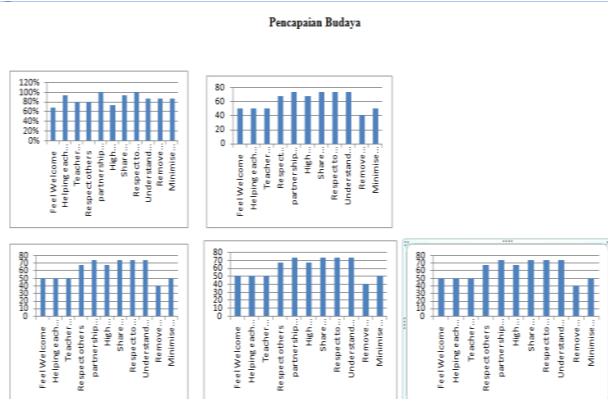 Pencapaian Budaya
120%
100%
80%
60%
40%
20%
0%
Feel Welcome
Helping each...
Teacher...
Respect others
partnership...
High...
Share...
Respect to...
Understand...
Remove...
Minimise...
80
60
40
20
0
Feel Welcome
Helping each...
Teacher...
Respect...
partnership...
High...
Share...
Respect to...
Understand...
Remove...
Minimise...
80
70
60
50
40
30
20
10
0
Feel Welcome
Helping each...
Teacher...
Respect others
partnership...
High...
Share...
Respect to...
Understand...
Remove...
Minimise...
80
70
60
50
40
30
20
10
0
Feel Welcome
Helping each...
Teacher...
Respect others
partnership...
High...
Share...
Respect to...
Understand...
Remove...
Minimise...
80
70
60
50
40
30
20
10
0
Feel Welcome
Helping each...
Teacher...
Respect others
partnership...
High...
Share...
Respect to...
Understand...
Remove...
Minimise...